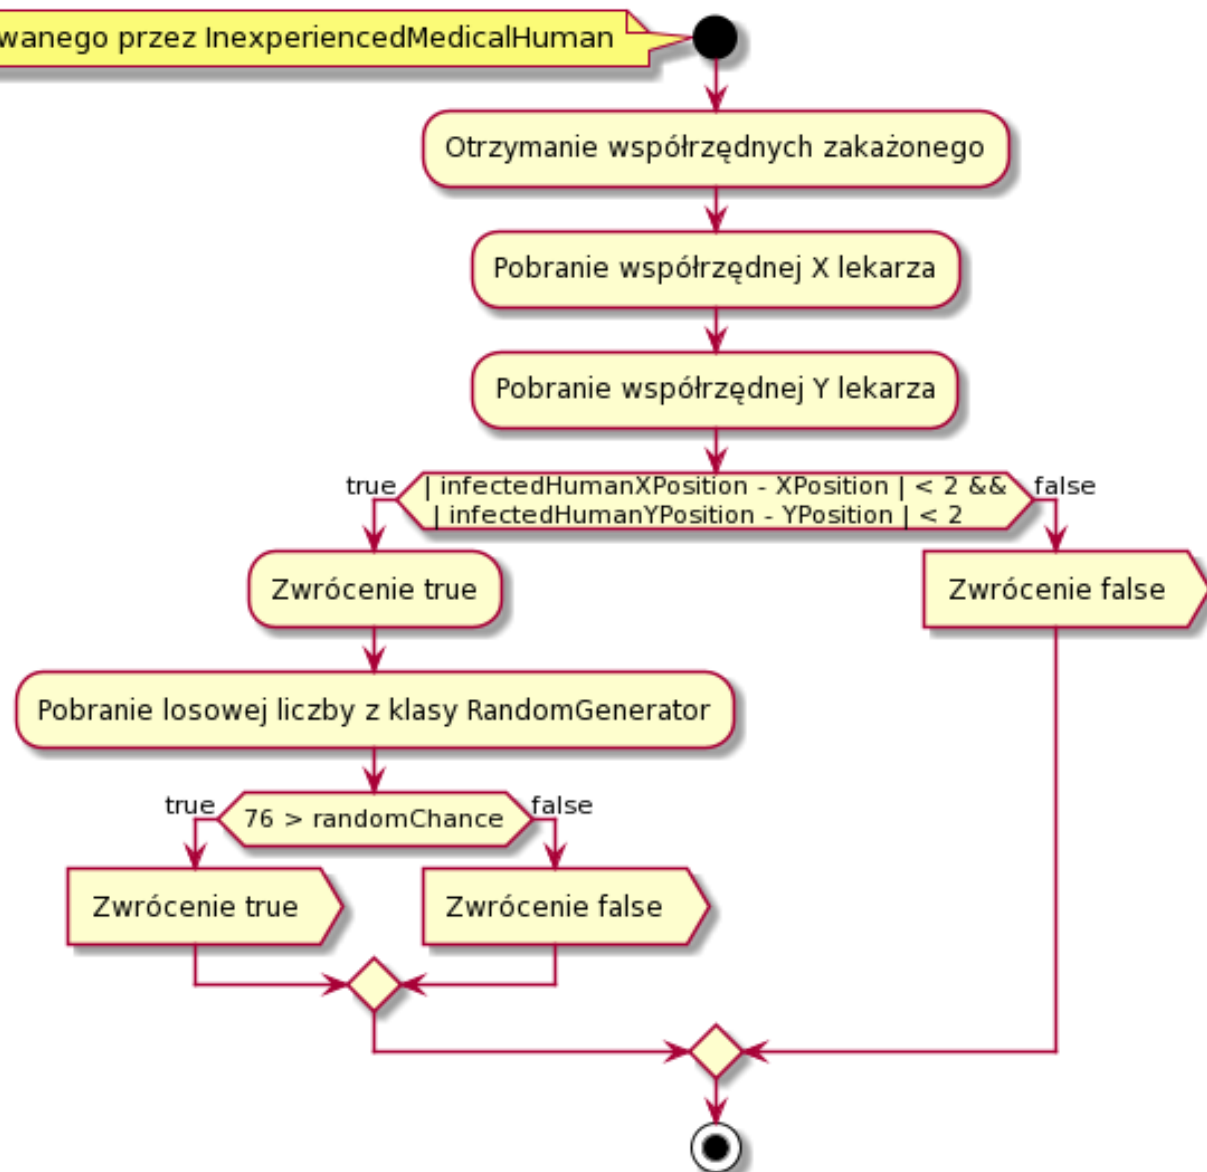 przez InexperiencedMedicalHuman
Otrzymanie współrzędnych zakażonego
Pobranie współrzędnej X lekarza
Pobranie współrzędnej Y lekarza
true
| infectedHumanXPosition - XPosition | < 2 &&
| infectedHumanYPosition - YPosition | < 2
false
Zwrócenie true
Zwrócenie false
Pobranie losowej liczby z klasy RandomGenerator
true
76 > randomChance
false
Zwrócenie true
Zwrócenie false